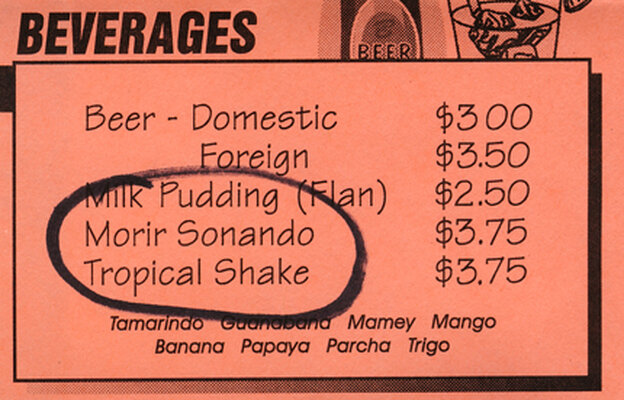 BEVERAGES
BEER
Beer - Domestic $3 00
Foreign $3.50
Milk Pudding (Flan) $2.50
Morir Sonando $3.75
Tropical Shake $3.75
Tamarindo Guanabana Mamey Mango
Banana Papaya Parcha Trigo